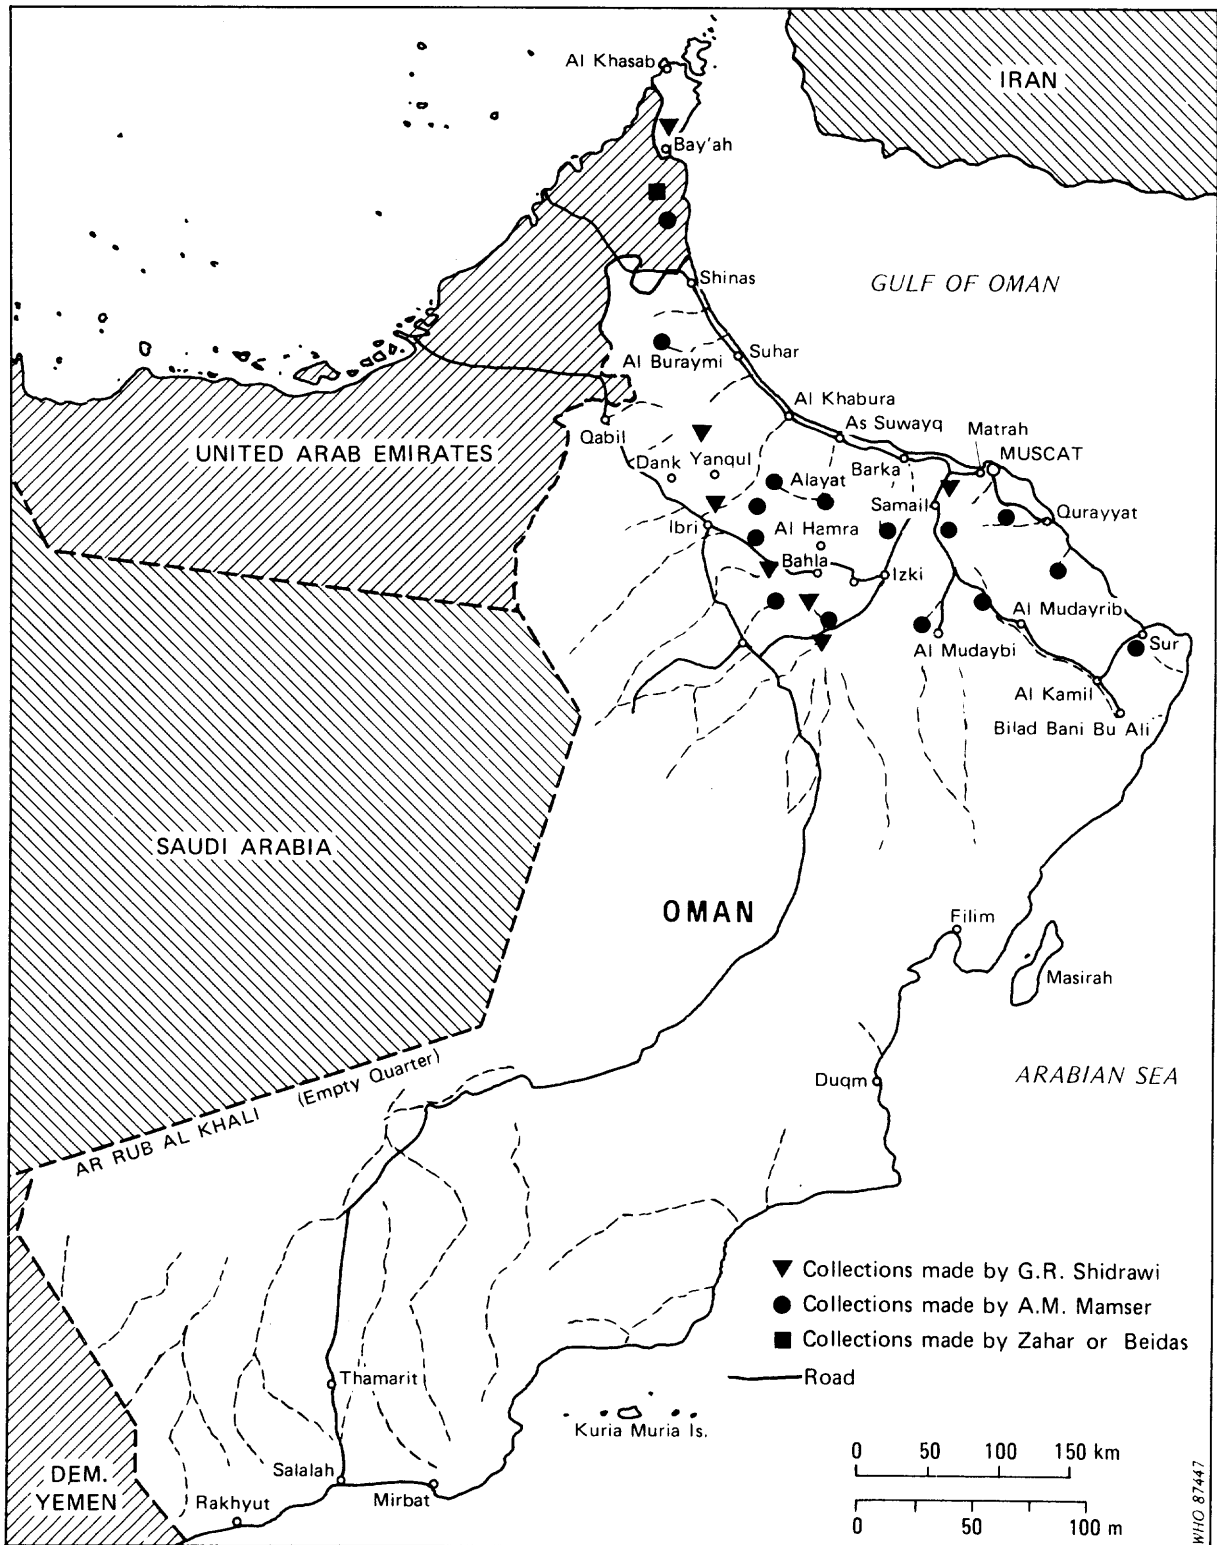 Al Khasab
IRAN
Bay'ah
Shinas
GULF OF OMAN
Al Buraymi
Suhar
Al Khabura
As Suwayq
Matrah
MUSCAT
Qabil
UNITED ARAB EMIRATES
Dank
Yanqul
Barka
Alayat
Samail
Qurayyat
Ibri
Al Hamra
Bahla
Izki
Al Mudayrib
Sur
Al Mudaybi
Al Kamil
Bilad Bani Bu Ali
SAUDI ARABIA
OMAN
Filim
Masirah
Duqm
ARABIAN SEA
AR RUB AL KHALI (Empty Quarter)
Collections made by G.R. Shidrawi
Collections made by A.M. Mamser
Collections made by Zahar or Beidas
Road
Thamarit
Kuria Muria Is.
0 50 100 150 km
Salalah
DEM.
YEMEN
Rakhyut
Mirbat
0 50 100 m
WHO 87447